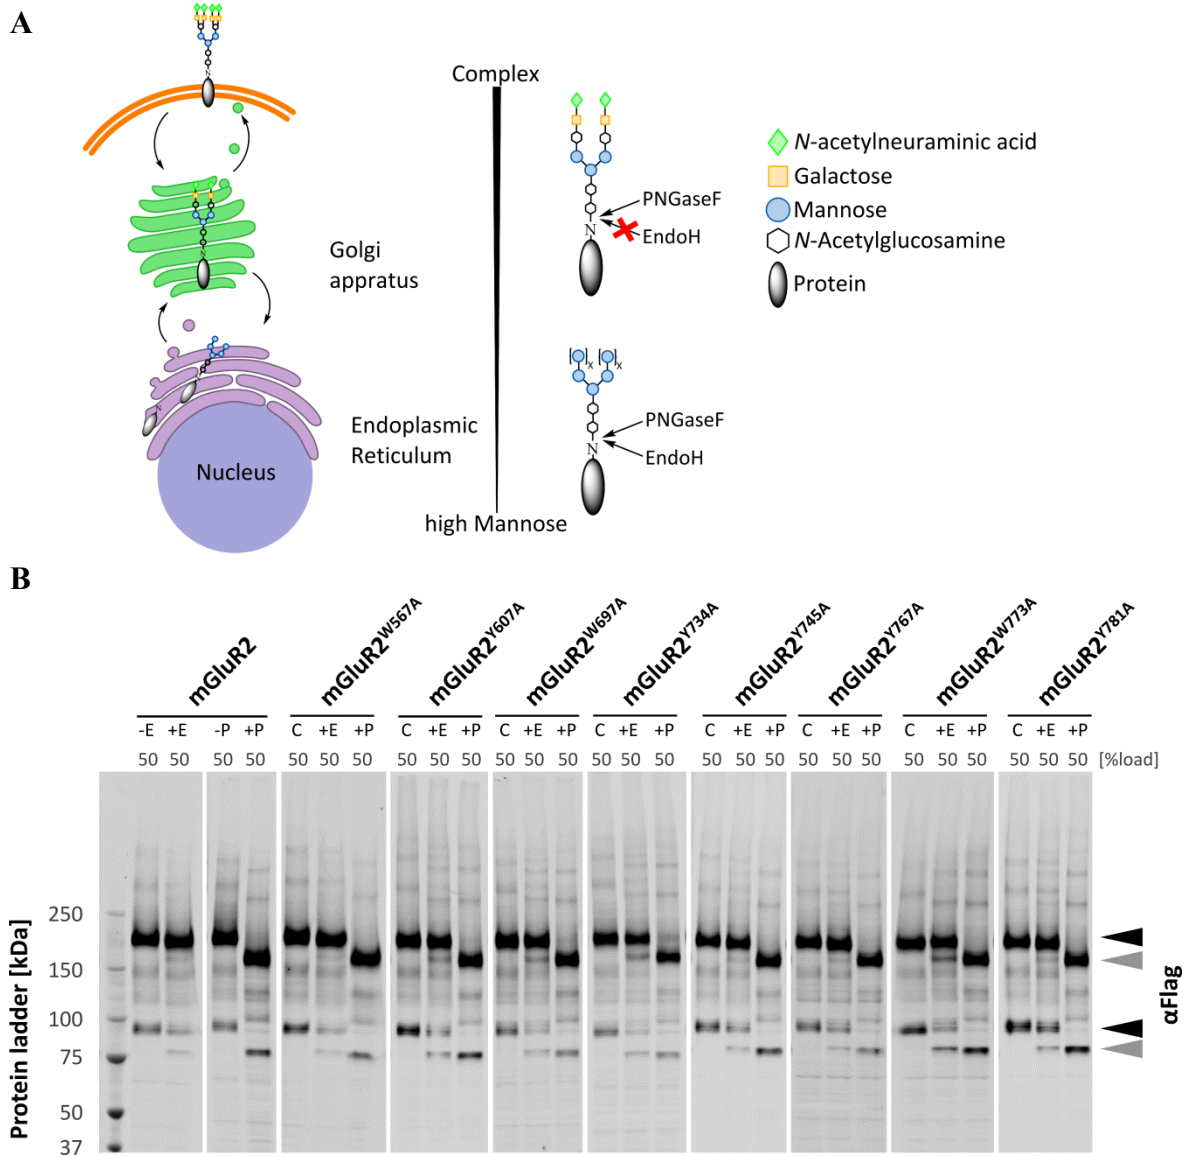 A
Complex
N-acetylneuraminic acid
Galactose
Mannose
N-Acetylglucosamine
Protein
PNGaseF
EndoH
N
N
N
N
N
Golgi
appratus
[ ]x [ ]x
PNGaseF
EndoH
N
Endoplasmic
Reticulum
Nucleus
high Mannose
B
mGluR2 mGluR2W567A mGluR2Y607A mGluR2W697A mGluR2Y734A mGluR2Y745A mGluR2Y767A mGluR2W773A mGluR2Y781A
-E +E -P +P C +E +P C +E +P C +E +P C +E +P C +E +P C +E +P C +E +P C +E +P
50 50 50 50 50 50 50 50 50 50 50 50 50 50 50 50 50 50 50 50 50 50 50 50 50 50 50 50 [%load]
Protein ladder [kDa]
250
150
100
75
50
37
αFlag